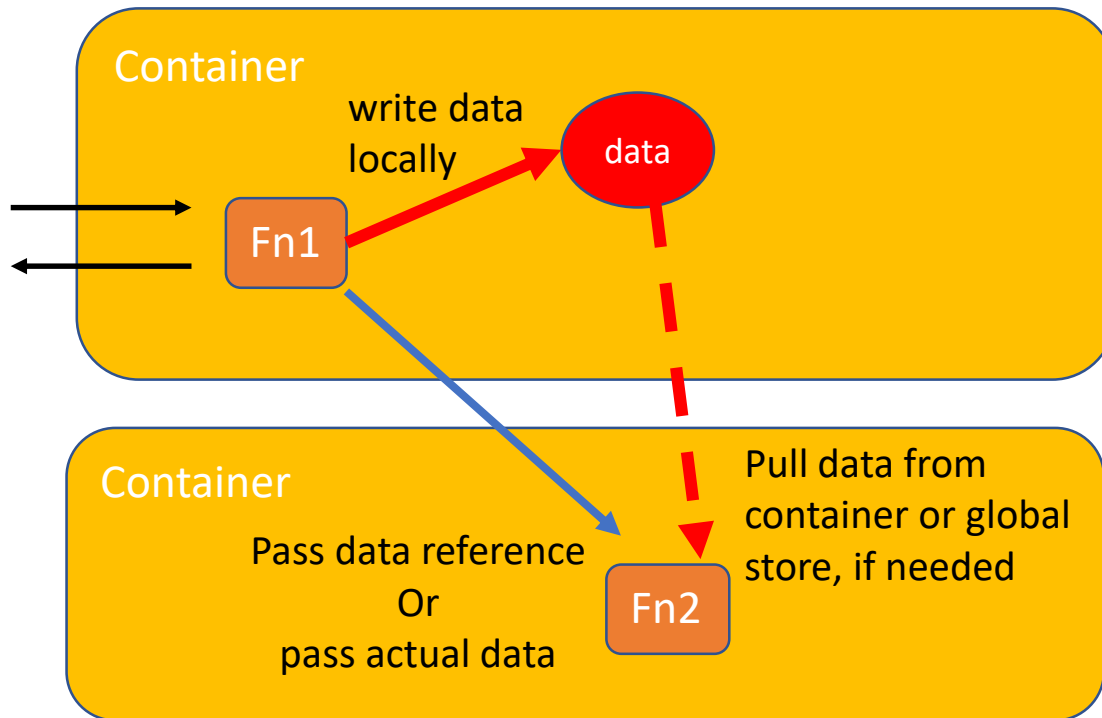 Container
write data
locally
data
Fn1
Container
Pass data reference
Or
pass actual data
Pull data from
container or global
store, if needed
Fn2